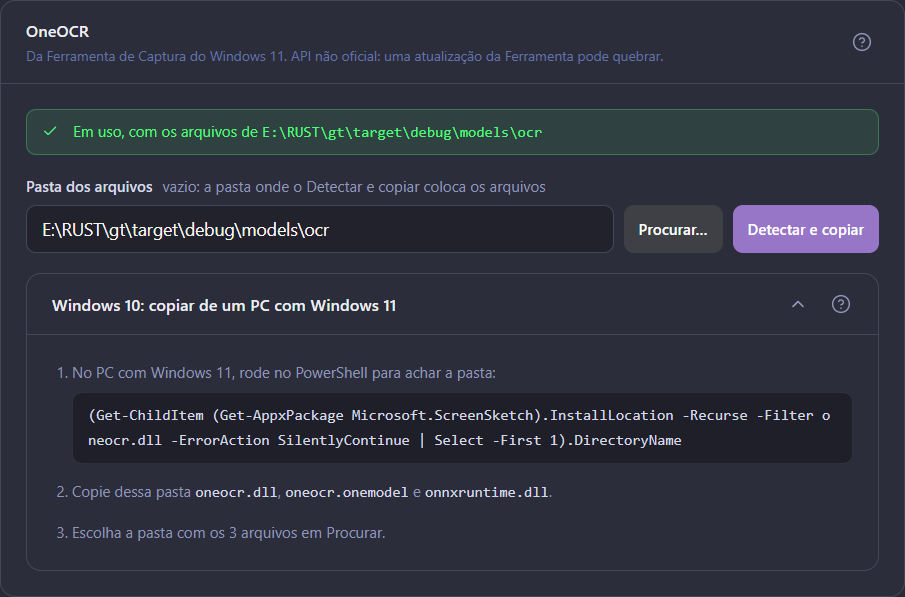 OneOCR
Da Ferramenta de Captura do Windows 11. API não oficial: uma atualização da Ferramenta pode quebrar.
Em uso, com os arquivos de E:\RUST\gt\target\debug\models\ocr
Pasta dos arquivos vazio: a pasta onde o Detectar e copiar coloca os arquivos
E:\RUST\gt\target\debug\models\ocr
Procurar...
Detectar e copiar
Windows 10: copiar de um PC com Windows 11
1. No PC com Windows 11, rode no PowerShell para achar a pasta:
(Get-ChildItem (Get-AppxPackage Microsoft.ScreenSketch).InstallLocation -Recurse -Filter o
neocr.dll -ErrorAction SilentlyContinue | Select -First 1).DirectoryName
2. Copie dessa pasta oneocr.dll, oneocr.onemodel e onnxruntime.dll.
3. Escolha a pasta com os 3 arquivos em Procurar.